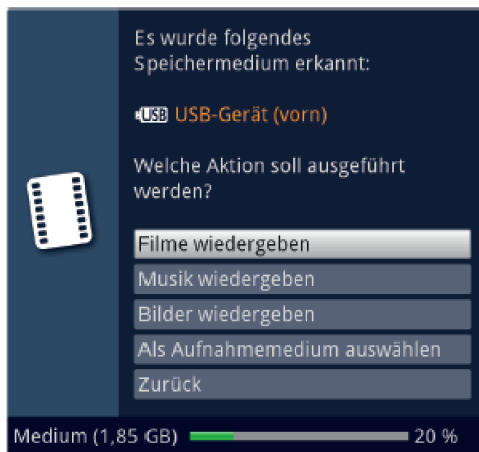 Es wurde folgendes
Speichermedium erkannt:
USB USB-Gerät (vorn)
Welche Aktion soll ausgeführt
werden?
Filme wiedergeben
Musik wiedergeben
Bilder wiedergeben
Als Aufnahmemedium auswählen
Zurück
Medium (1,85 GB) 20 %